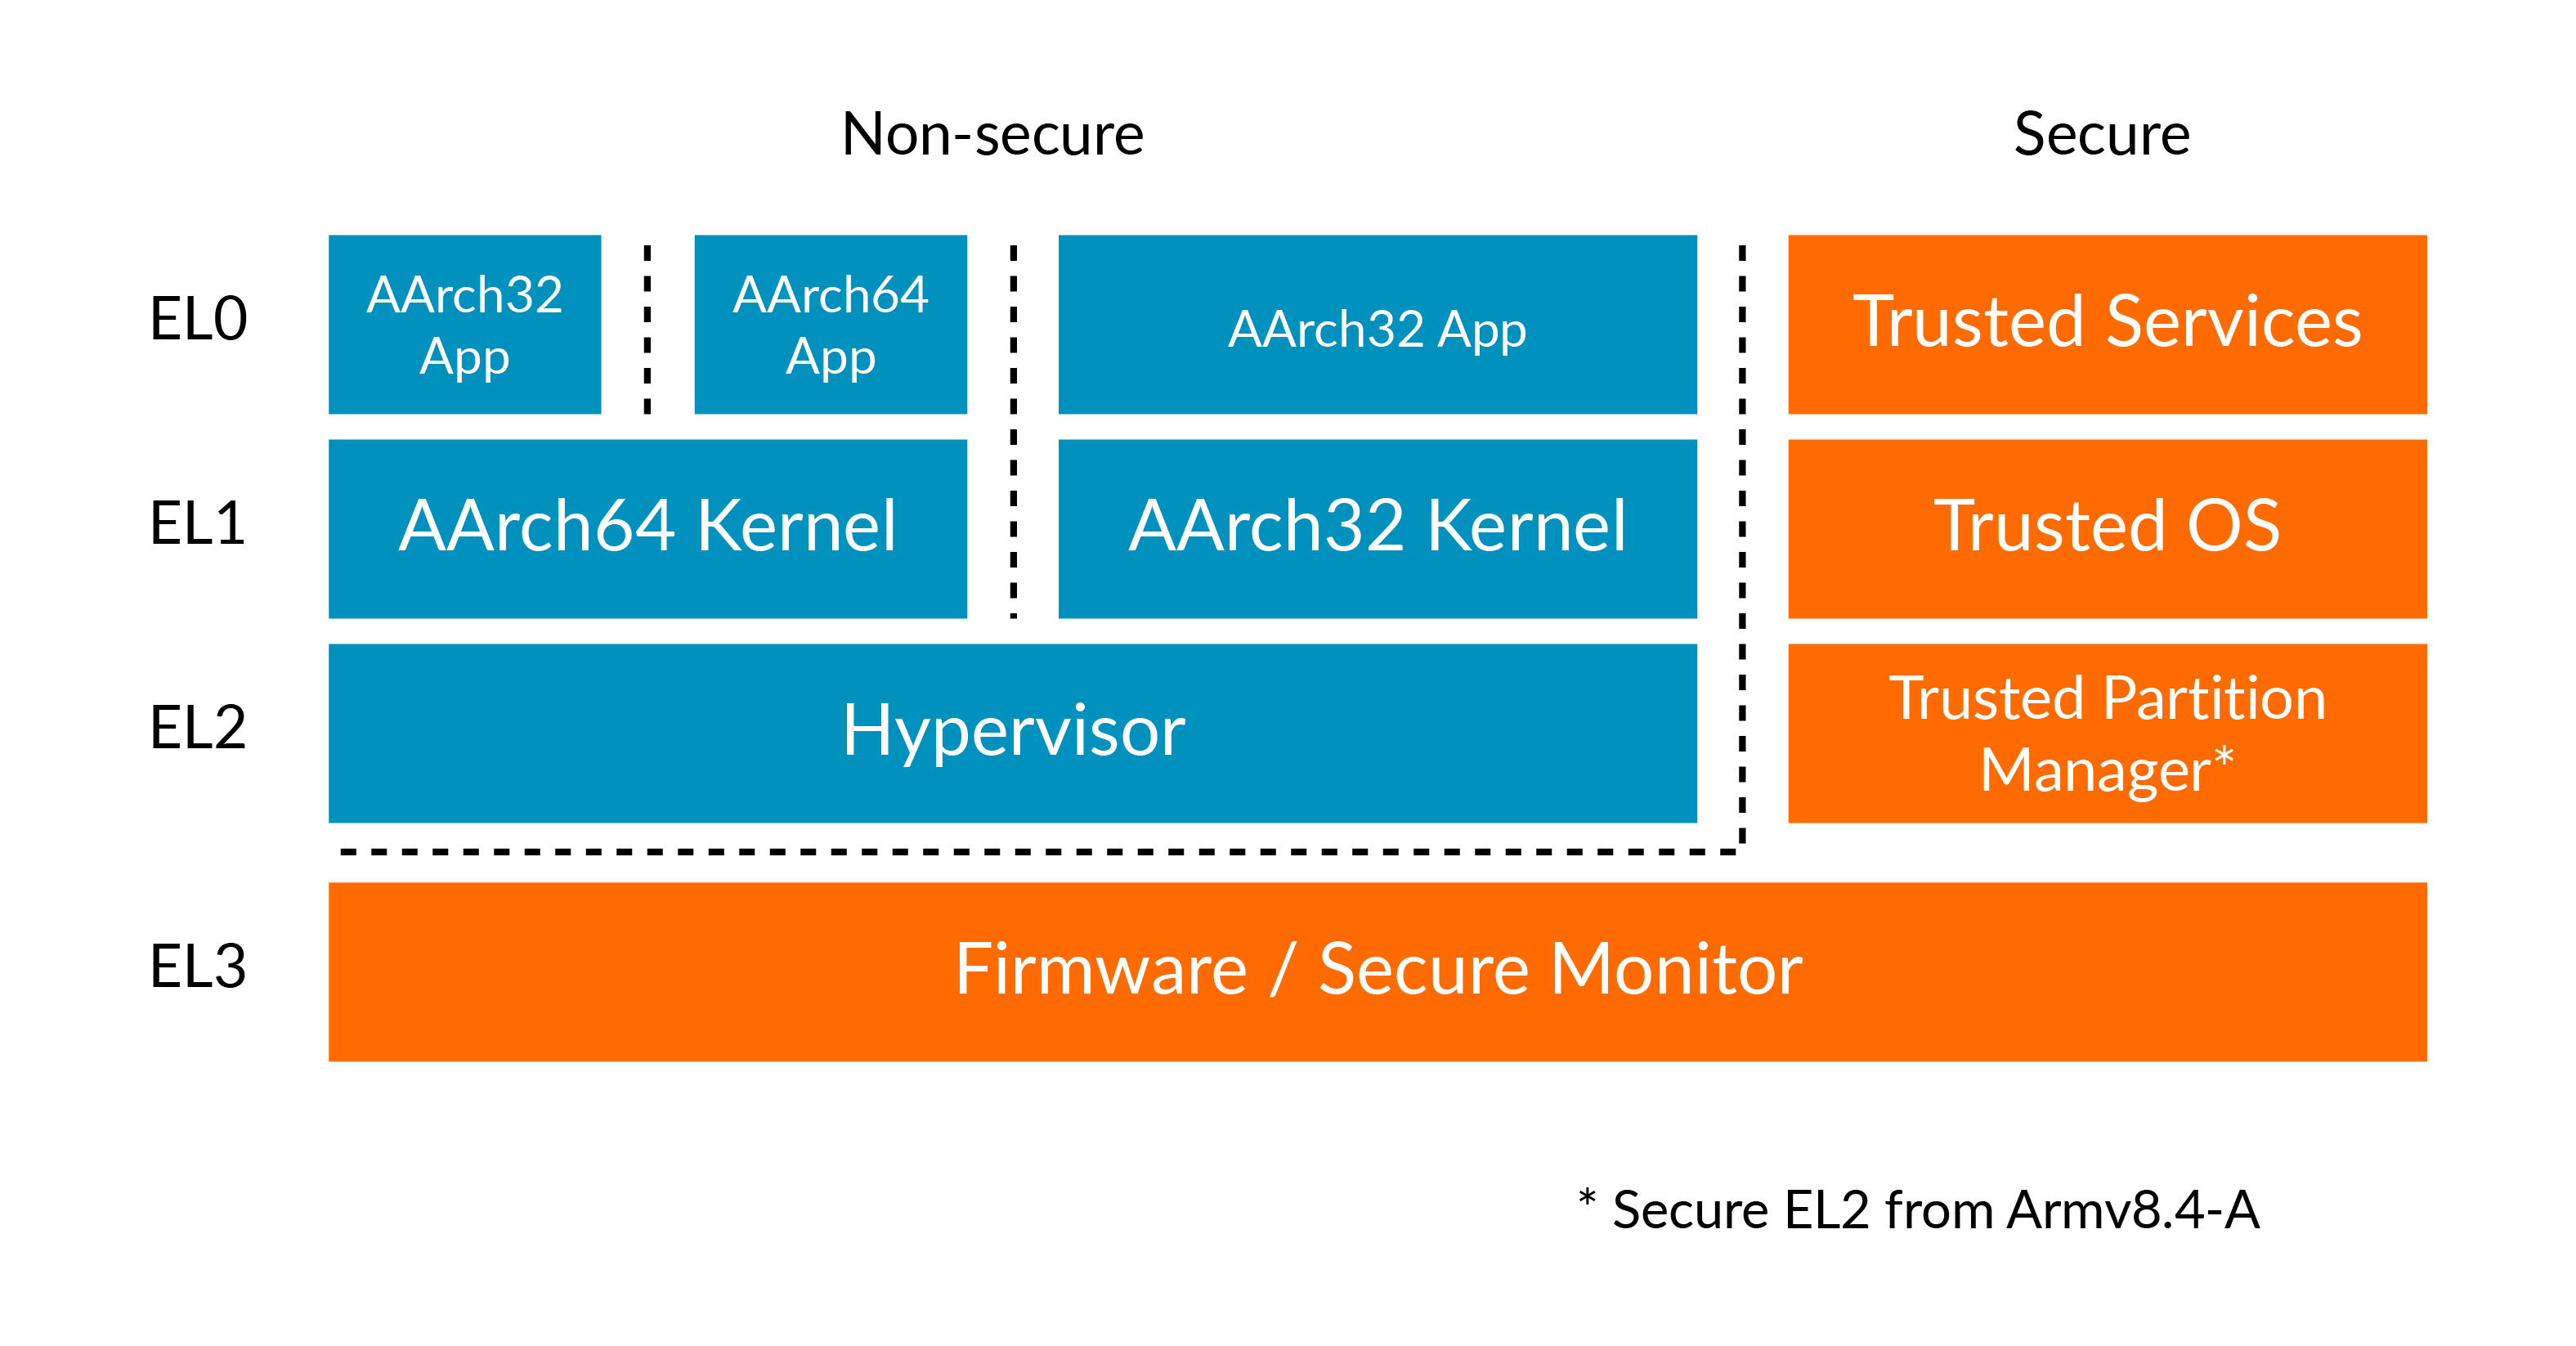 Non-secure
Secure
EL0
AArch32
App
AArch64
App
AArch32 App
Trusted Services
EL1
AArch64 Kernel
AArch32 Kernel
Trusted OS
EL2
Hypervisor
Trusted Partition
Manager*
EL3
Firmware / Secure Monitor
* Secure EL2 from Armv8.4-A